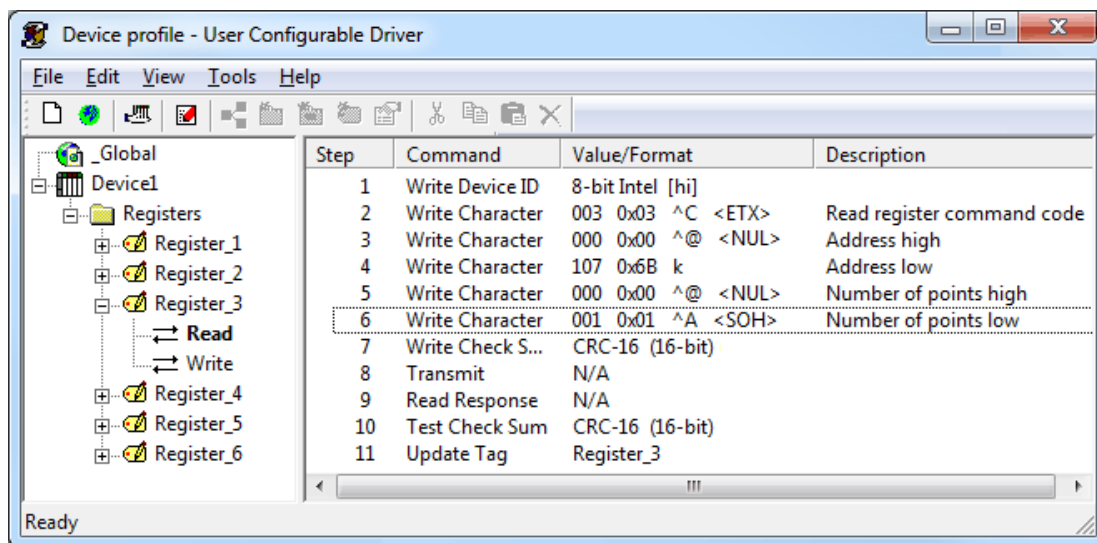 Device profile - User Configurable Driver
File Edit View Tools Help
_Global
Device1
Registers
Register_1
Register_2
Register_3
Read
Write
Register_4
Register_5
Register_6
Step Command Value/Format Description
1 Write Device ID 8-bit Intel [hi]
2 Write Character 003 0x03 ^C <ETX> Read register command code
3 Write Character 000 0x00 ^@ <NUL> Address high
4 Write Character 107 0x6B k Address low
5 Write Character 000 0x00 ^@ <NUL> Number of points high
6 Write Character 001 0x01 ^A <SOH> Number of points low
7 Write Check S... CRC-16 (16-bit)
8 Transmit N/A
9 Read Response N/A
10 Test Check Sum CRC-16 (16-bit)
11 Update Tag Register_3
Ready